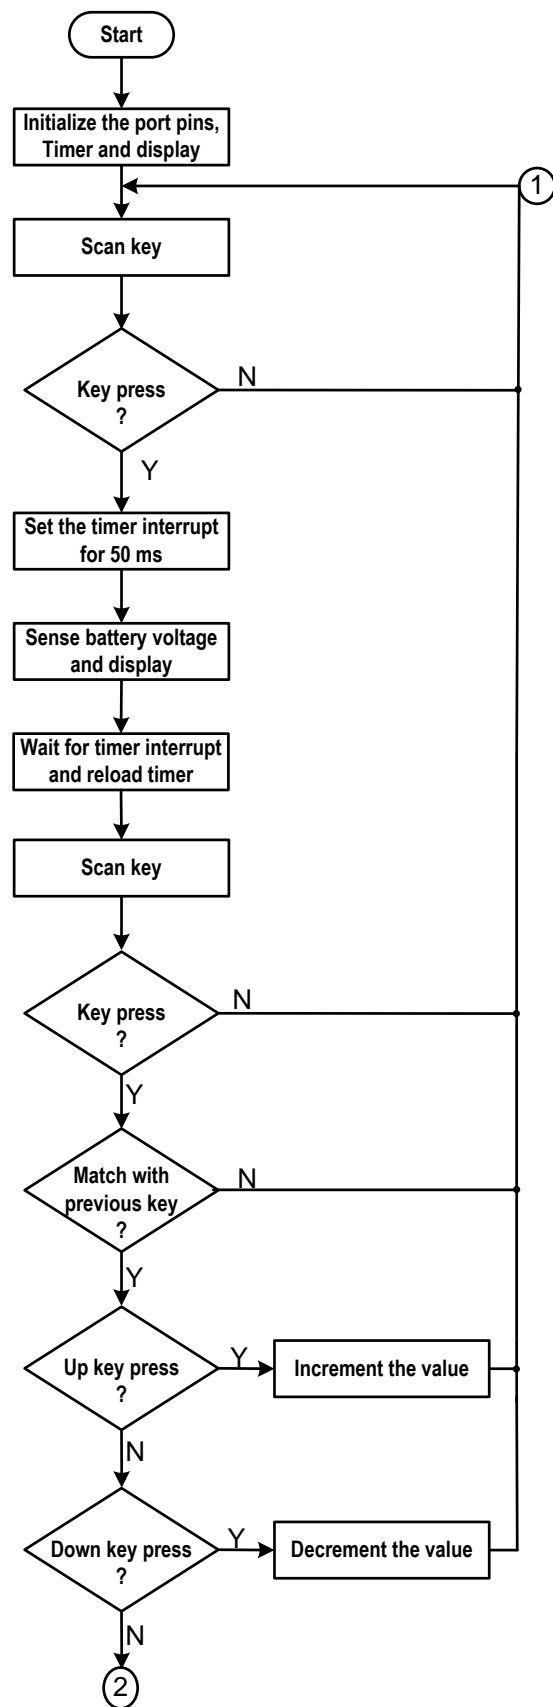 Start
Initialize the port pins,
Timer and display
1
Scan key
Key press
?
N
Y
Set the timer interrupt
for 50 ms
Sense battery voltage
and display
Wait for timer interrupt
and reload timer
Scan key
Key press
?
N
Y
Match with
previous key
?
N
Y
Up key press
?
Y
Increment the value
N
Down key press
?
Y
Decrement the value
N
2